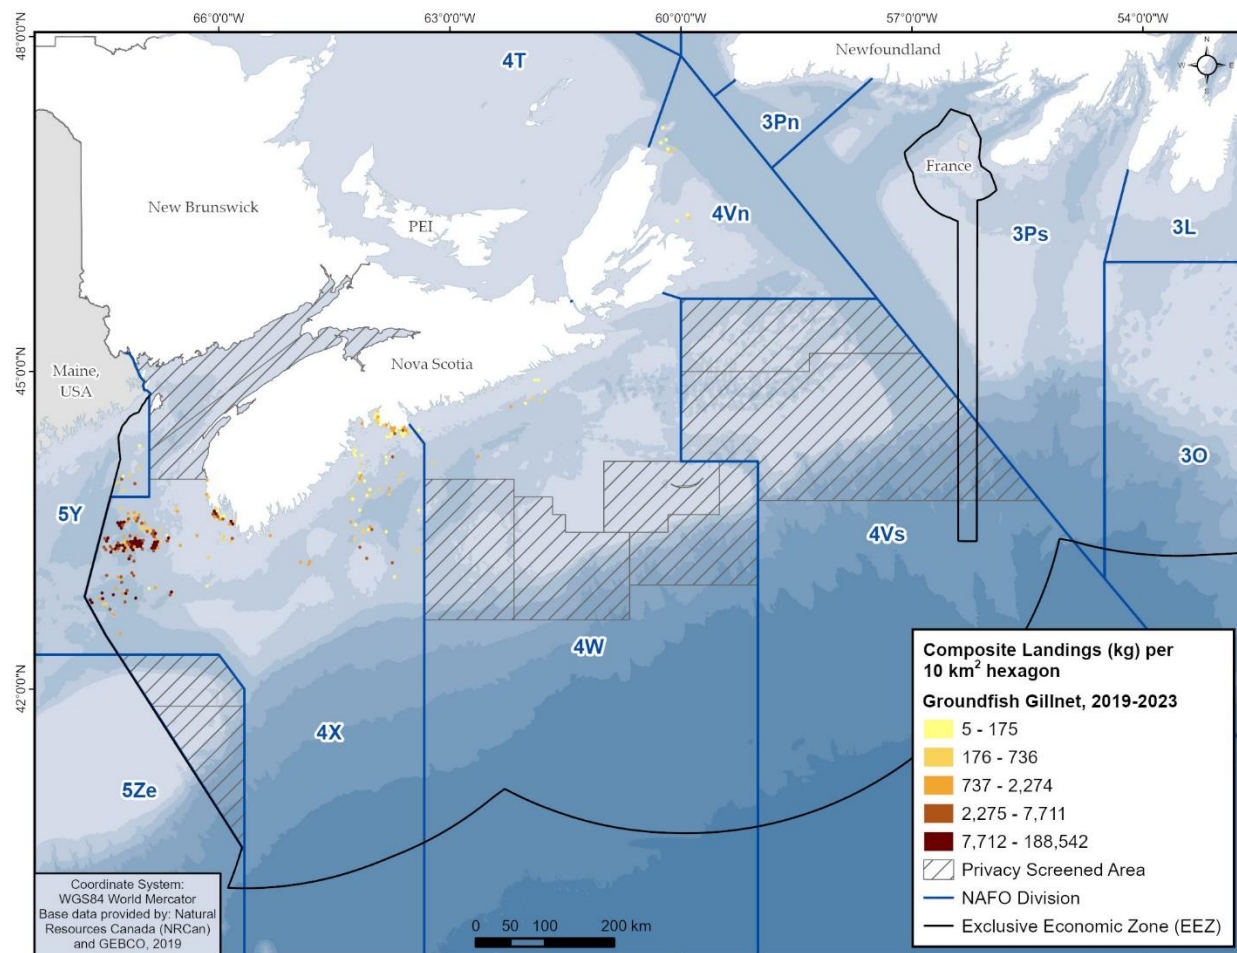 66°0'0"W
63°0'0"W
60°0'0"W
57°0'0"W
54°0'0"W
48°0'0"N
45°0'0"N
42°0'0"N
N
W
E
S
Newfoundland
4T
3Pn
France
New Brunswick
PEI
4Vn
3Ps
3L
Maine,
USA
Nova Scotia
3O
5Y
4Vs
4W
4X
5Ze
Composite Landings (kg) per
10 km² hexagon
Groundfish Gillnet, 2019-2023
5 - 175
176 - 736
737 - 2,274
2,275 - 7,711
7,712 - 188,542
Privacy Screened Area
NAFO Division
Exclusive Economic Zone (EEZ)
Coordinate System:
WGS84 World Mercator
Base data provided by: Natural
Resources Canada (NRCan)
and GEBCO, 2019
0 50 100 200 km